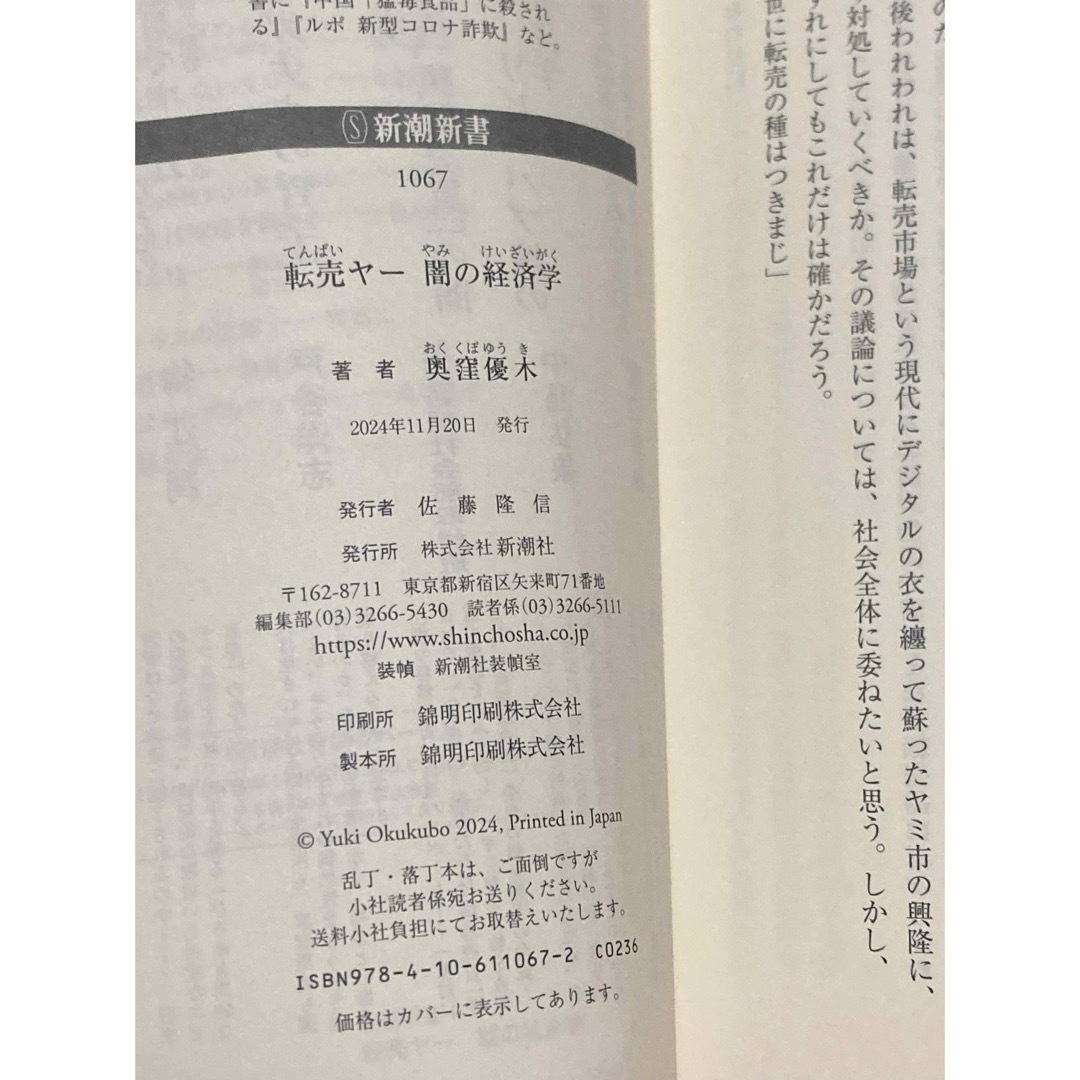 書に『中国「猛毒食品」に殺され
る』『ルポ 新型コロナ詐欺』など。
Ⓢ新潮新書
1067
てんばい やみ けいざいがく
転売ヤー 闇の経済学
おくくぼゆうき
著者 奥窪優木
2024年11月20日 発行
発行者 佐藤隆信
発行所 株式会社新潮社
〒162-8711 東京都新宿区矢来町71番地
編集部(03)3266-5430 読者係(03)3266-5111
https://www.shinchosha.co.jp
装幀 新潮社装幀室
印刷所 錦明印刷株式会社
製本所 錦明印刷株式会社
© Yuki Okukubo 2024, Printed in Japan
乱丁・落丁本は、ご面倒ですが
小社読者係宛お送りください。
送料小社負担にてお取替えいたします。
ISBN978-4-10-611067-2 C0236
価格はカバーに表示してあります。
後われわれは、転売市場という現代にデジタルの衣を纏って蘇ったヤミ市の興隆に、
対処していくべきか。その議論については、社会全体に委ねたいと思う。しかし、
ずれにしてもこれだけは確かだろう。
世に転売の種はつきまじ」